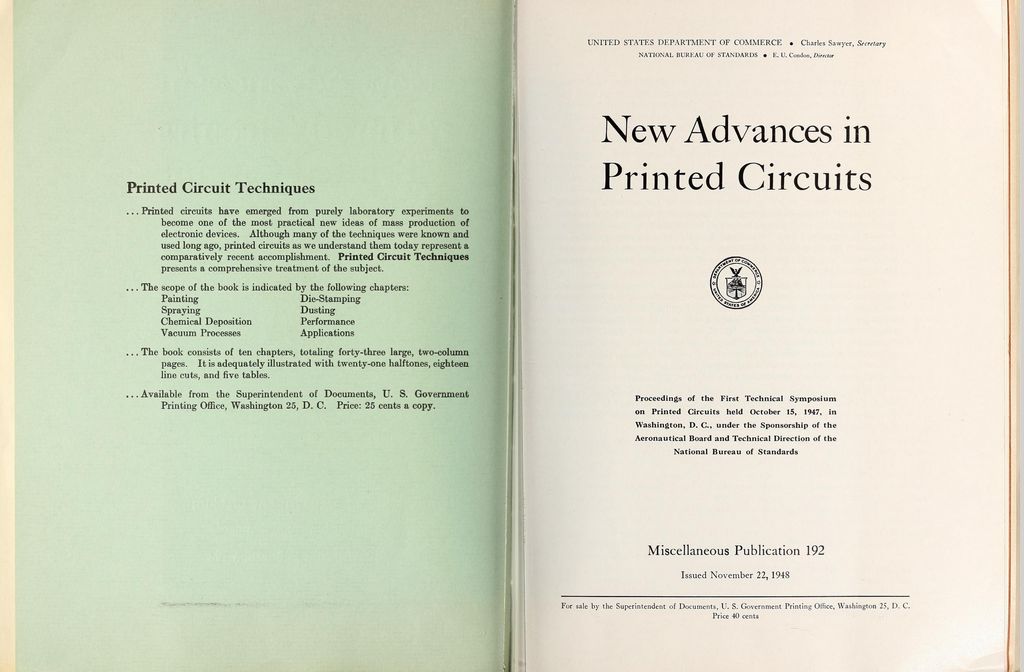 Printed Circuit Techniques
... Printed circuits have emerged from purely laboratory experiments to
become one of the most practical new ideas of mass production of
electronic devices. Although many of the techniques were known and
used long ago, printed circuits as we understand them today represent a
comparatively recent accomplishment. Printed Circuit Techniques
presents a comprehensive treatment of the subject.
... The scope of the book is indicated by the following chapters:
Painting Die-Stamping
Spraying Dusting
Chemical Deposition Performance
Vacuum Processes Applications
... The book consists of ten chapters, totaling forty-three large, two-column
pages. It is adequately illustrated with twenty-one halftones, eighteen
line cuts, and five tables.
... Available from the Superintendent of Documents, U. S. Government
Printing Office, Washington 25, D. C. Price: 25 cents a copy.
UNITED STATES DEPARTMENT OF COMMERCE • Charles Sawyer, Secretary
NATIONAL BUREAU OF STANDARDS • E. U. Condon, Director
New Advances in
Printed Circuits
DEPARTMENT OF COMMERCE
UNITED STATES OF AMERICA
Proceedings of the First Technical Symposium
on Printed Circuits held October 15, 1947, in
Washington, D. C., under the Sponsorship of the
Aeronautical Board and Technical Direction of the
National Bureau of Standards
Miscellaneous Publication 192
Issued November 22, 1948
For sale by the Superintendent of Documents, U. S. Government Printing Office, Washington 25, D. C.
Price 40 cents